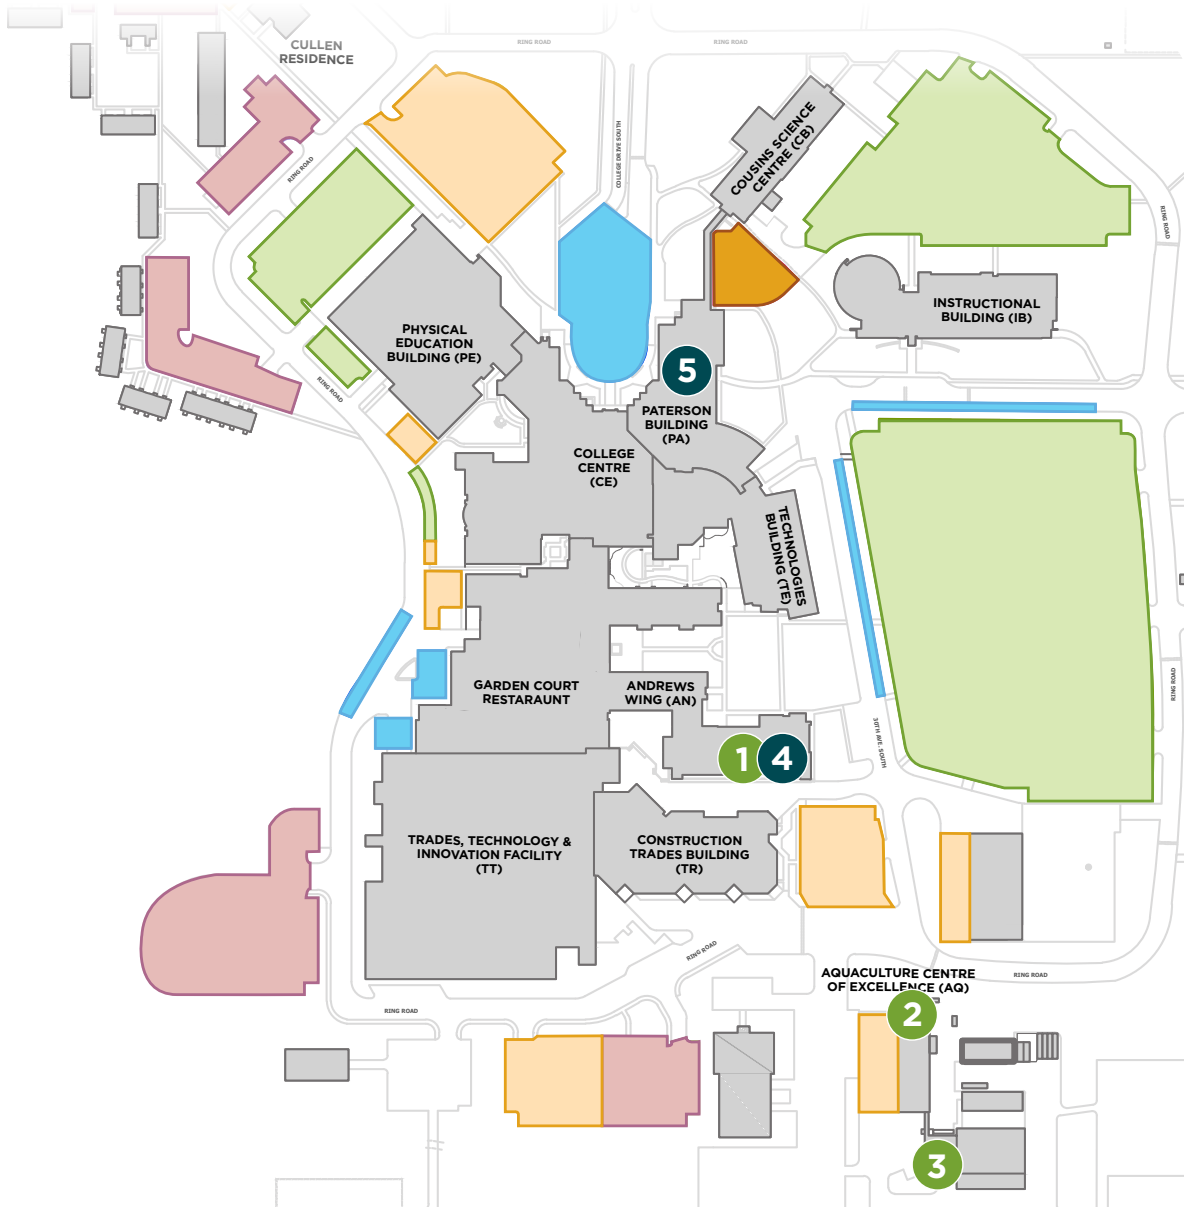 CULLEN
RESIDENCE
RING ROAD
RING ROAD
COLLEGE DRIVE SOUTH
COUSINS SCIENCE
CENTRE (CB)
RING ROAD
RING ROAD
INSTRUCTIONAL
BUILDING (IB)
PHYSICAL
EDUCATION
BUILDING (PE)
5
RING ROAD
PATERSON
BUILDING
(PA)
COLLEGE
CENTRE
(CE)
TECHNOLOGIES
BUILDING (TE)
GARDEN COURT
RESTARAUNT
ANDREWS
WING (AN)
RING ROAD
30TH AVE. SOUTH
1
4
TRADES, TECHNOLOGY &
INNOVATION FACILITY
(TT)
CONSTRUCTION
TRADES BUILDING
(TR)
RING ROAD
AQUACULTURE CENTRE
OF EXCELLENCE (AQ)
RING ROAD
RING ROAD
2
3